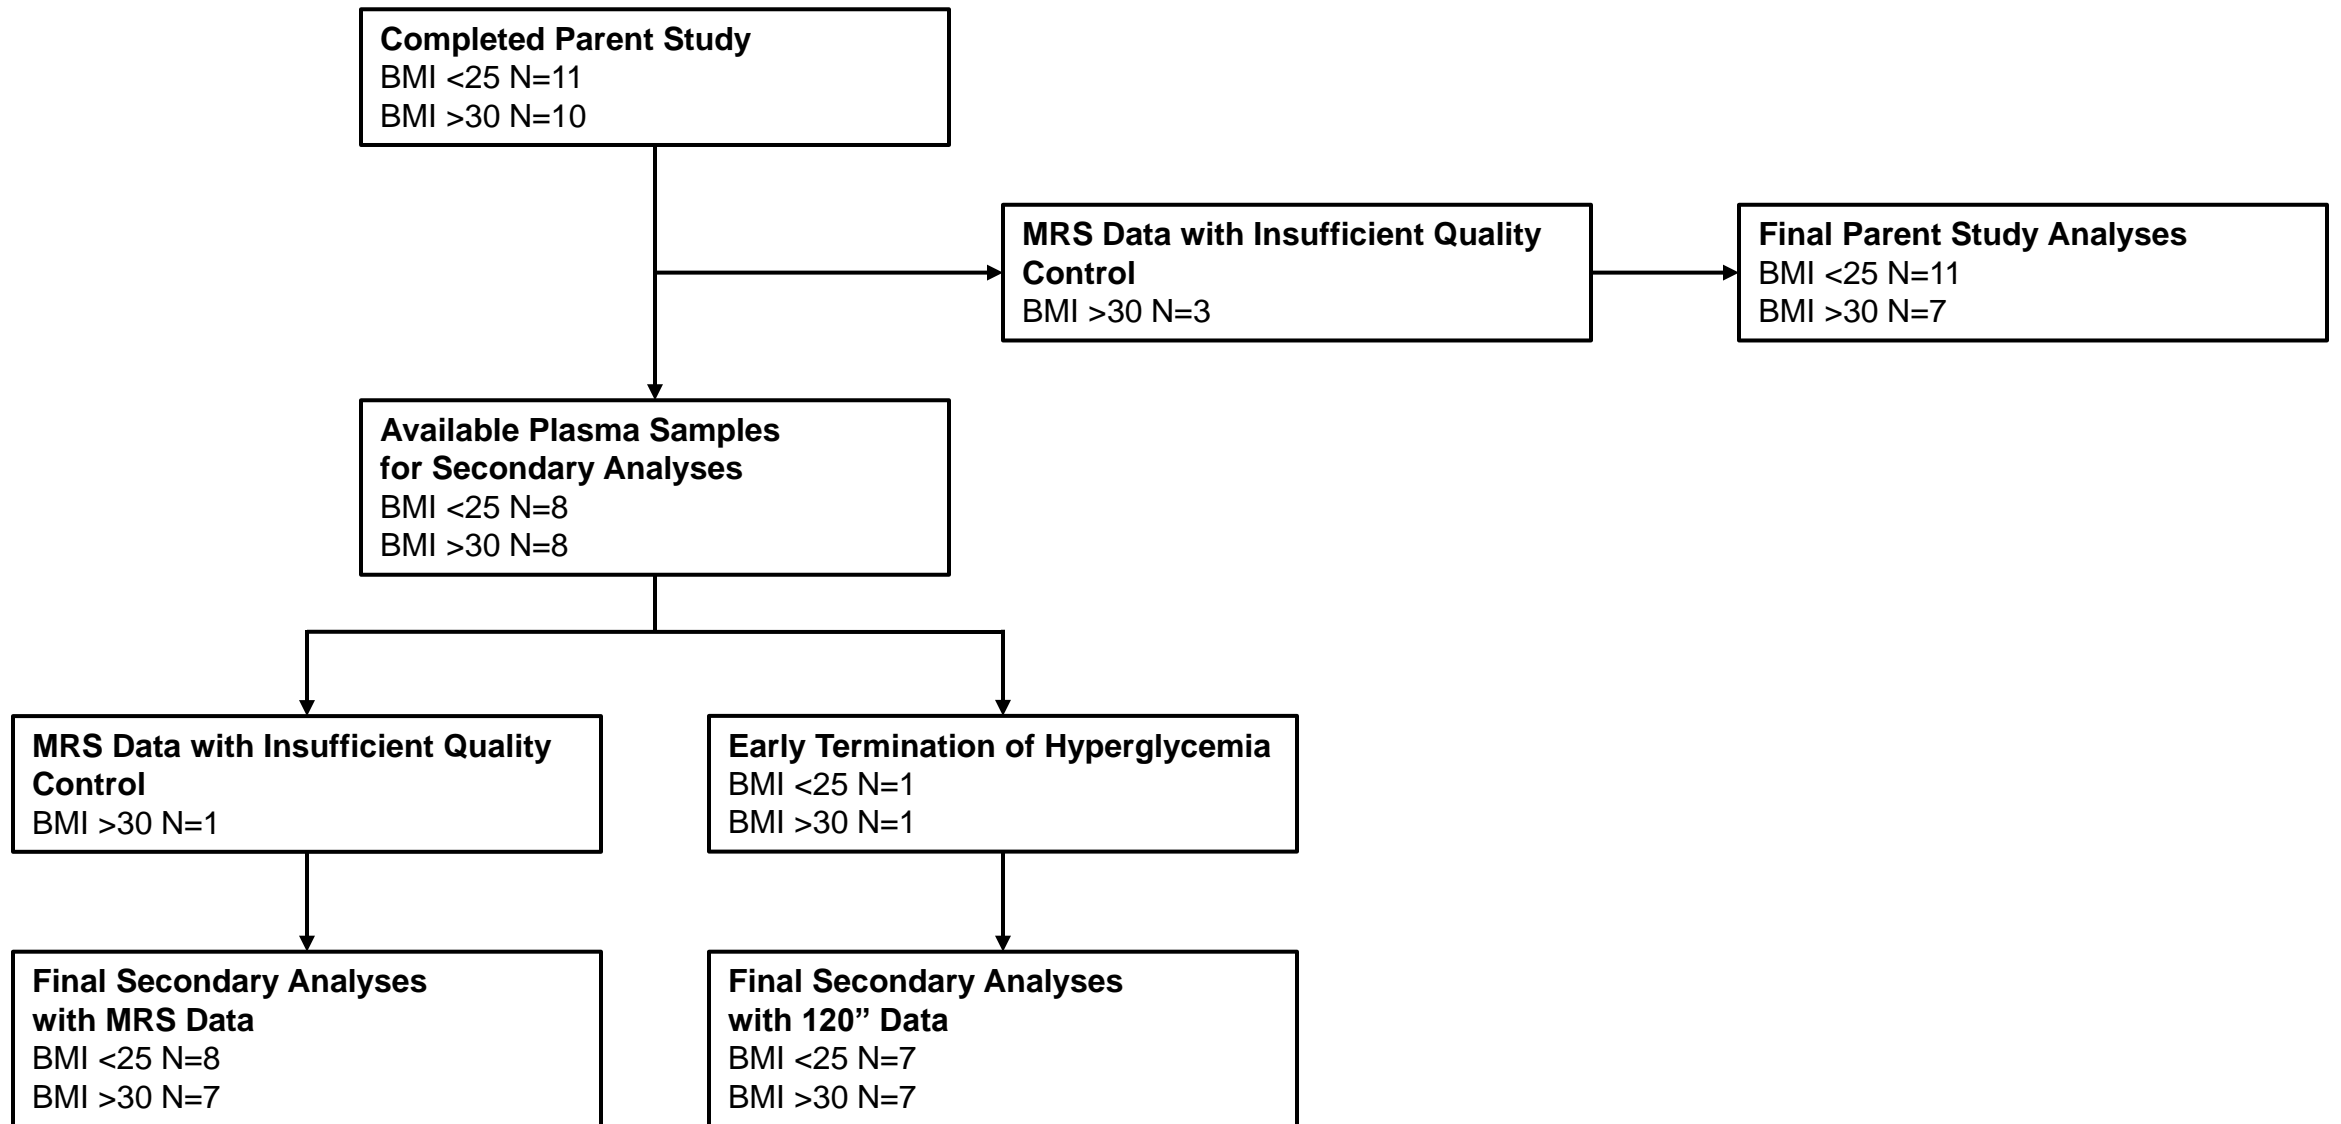 Completed Parent Study
BMI <25 N=11
BMI >30 N=10
MRS Data with Insufficient Quality
Control
BMI >30 N=3
Final Parent Study Analyses
BMI <25 N=11
BMI >30 N=7
Available Plasma Samples
for Secondary Analyses
BMI <25 N=8
BMI >30 N=8
MRS Data with Insufficient Quality
Control
BMI >30 N=1
Early Termination of Hyperglycemia
BMI <25 N=1
BMI >30 N=1
Final Secondary Analyses
with MRS Data
BMI <25 N=8
BMI >30 N=7
Final Secondary Analyses
with 120” Data
BMI <25 N=7
BMI >30 N=7